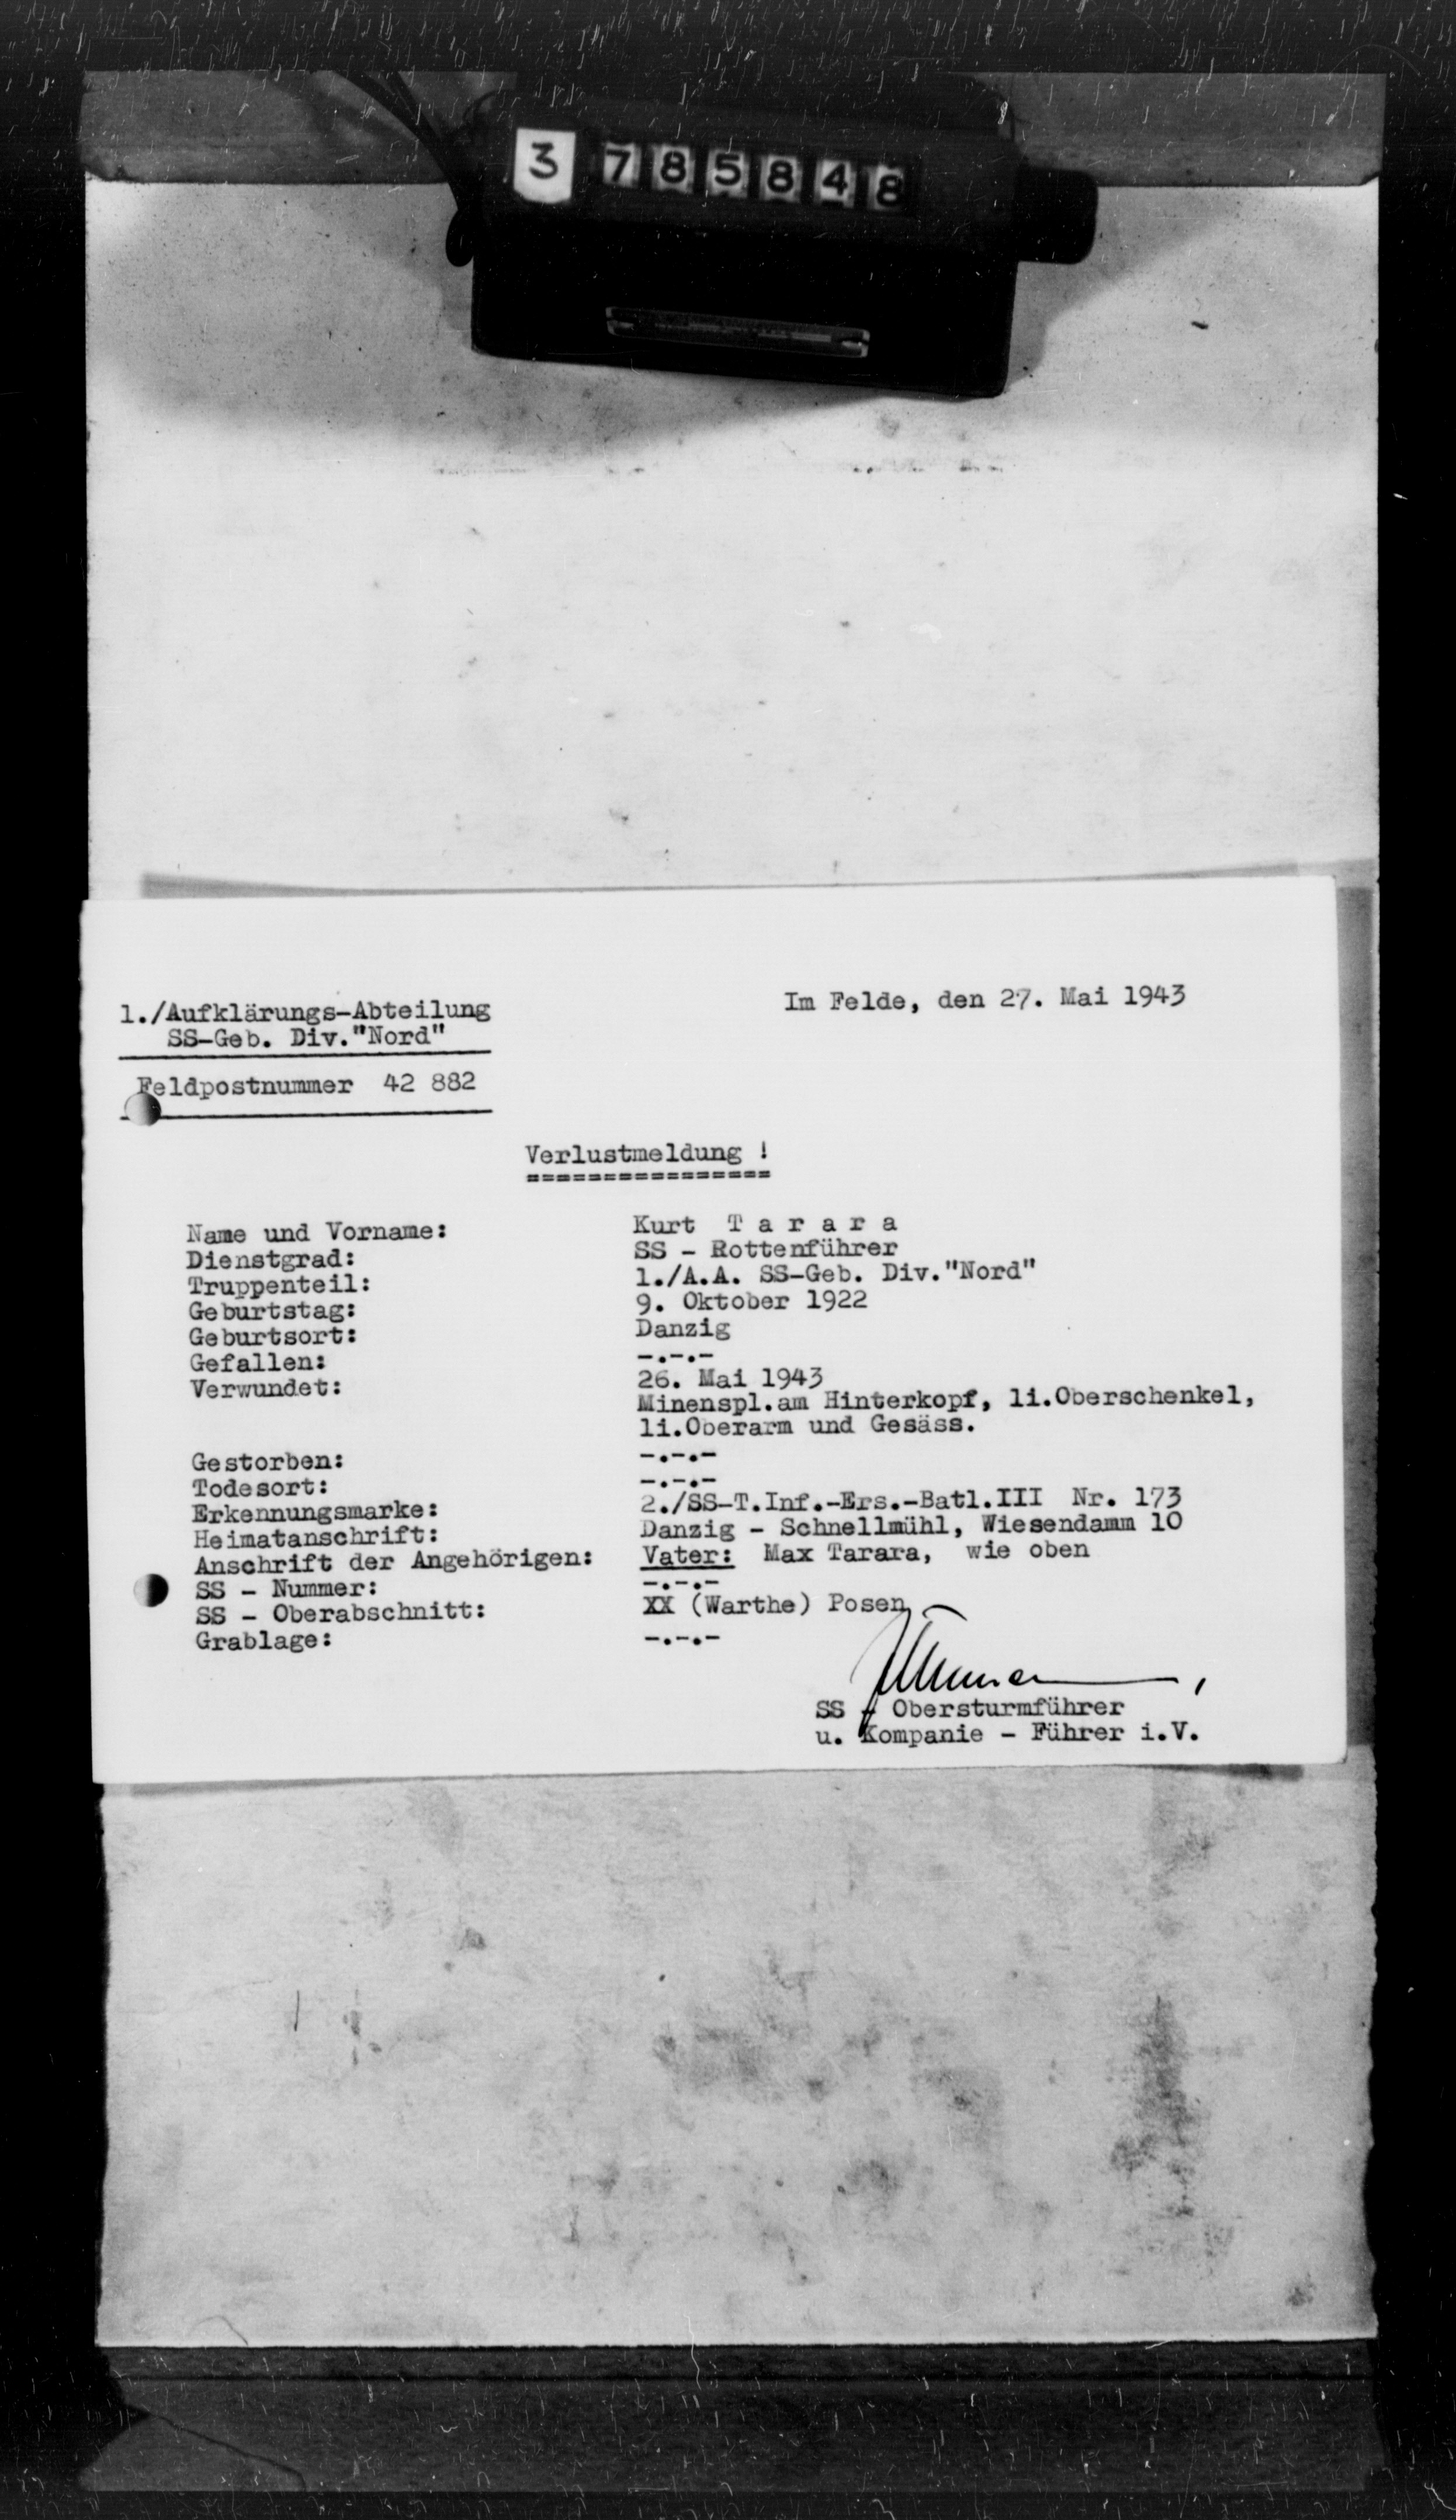 3 785848
1./Aufklärungs-Abteilung
SS-Geb. Div."Nord"
Im Felde, den 27. Mai 1943
Feldpostnummer 42 882
Verlustmeldung !
================
Name und Vorname: Kurt T a r a r a
Dienstgrad: SS - Rottenführer
Truppenteil: 1./A.A. SS-Geb. Div."Nord"
Geburtstag: 9. Oktober 1922
Geburtsort: Danzig
Gefallen: -.-.-
Verwundet: 26. Mai 1943
Minenspl.am Hinterkopf, li.Oberschenkel,
li.Oberarm und Gesäss.
Gestorben: -.-.-
Todesort: -.-.-
Erkennungsmarke: 2./SS-T.Inf.-Ers.-Batl.III Nr. 173
Heimatanschrift: Danzig - Schnellmühl, Wiesendamm 10
Anschrift der Angehörigen: Vater: Max Tarara, wie oben
SS - Nummer: -.-.-
SS - Oberabschnitt: XX (Warthe) Posen
Grablage: -.-.-
SS - Obersturmführer
u. Kompanie - Führer i.V.